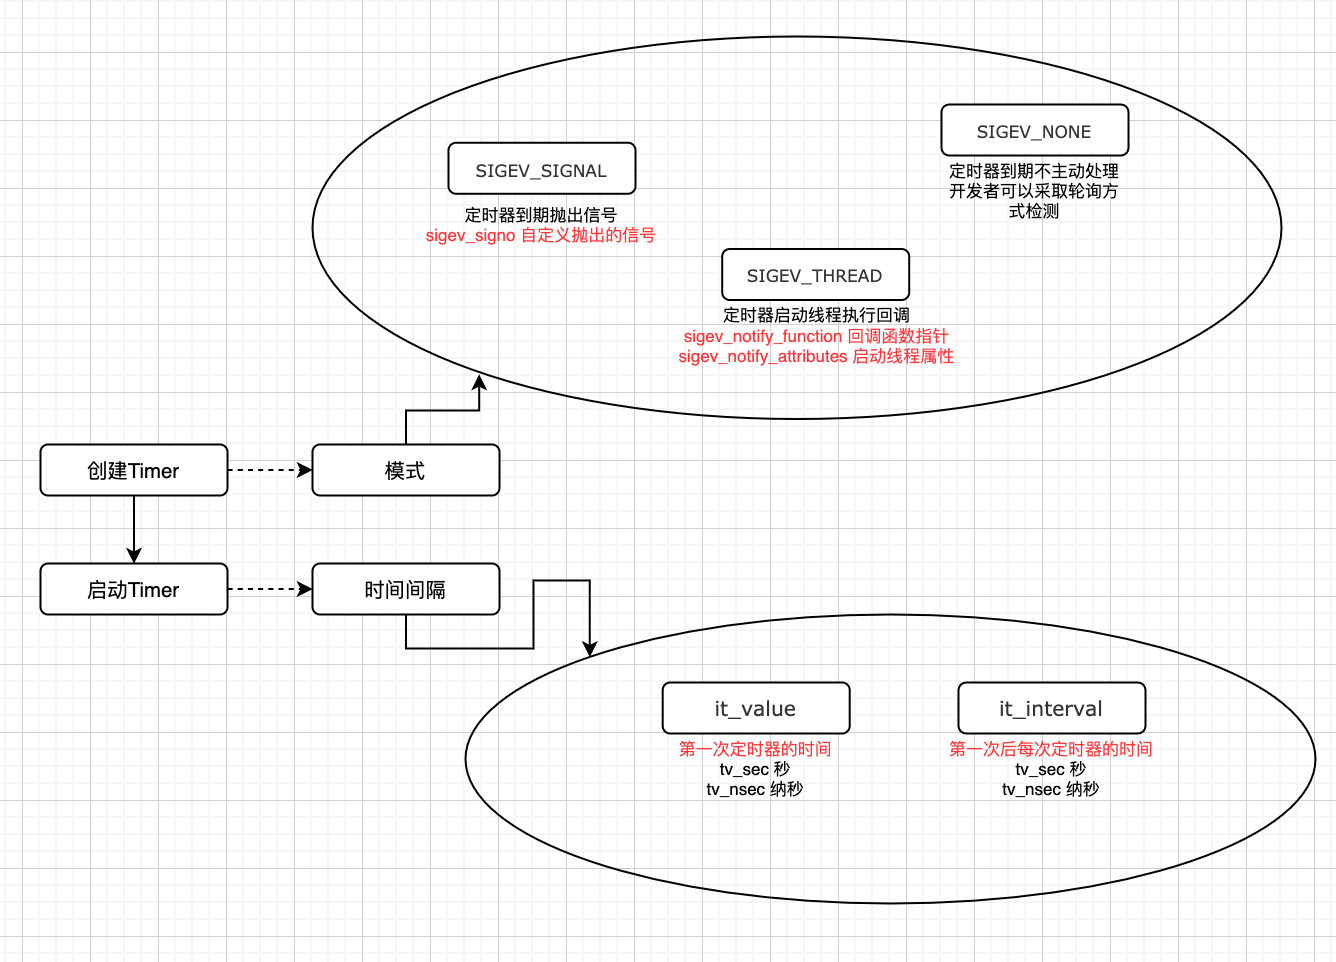 SIGEV_NONE
定时器到期不主动处理
开发者可以采取轮询方
式检测
SIGEV_SIGNAL
定时器到期抛出信号
sigev_signo 自定义抛出的信号
SIGEV_THREAD
定时器启动线程执行回调
sigev_notify_function 回调函数指针
sigev_notify_attributes 启动线程属性
创建Timer
模式
启动Timer
时间间隔
it_value
第一次定时器的时间
tv_sec 秒
tv_nsec 纳秒
it_interval
第一次后每次定时器的时间
tv_sec 秒
tv_nsec 纳秒